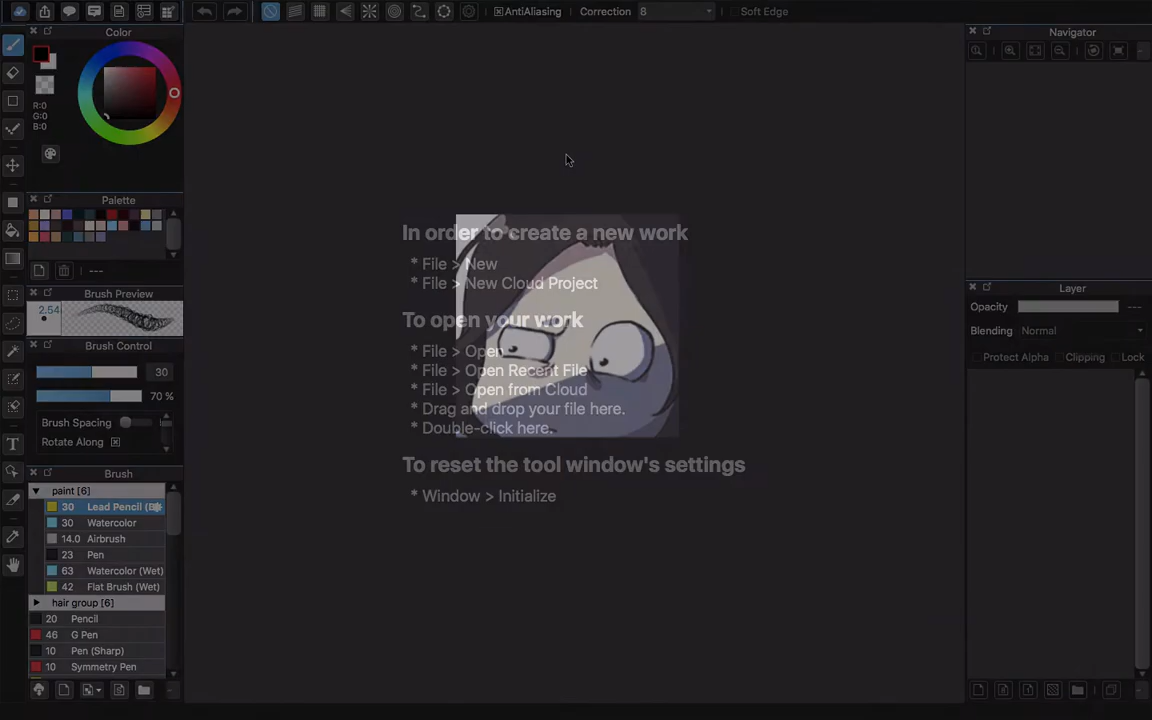 AntiAliasing Correction 8 Soft Edge
Color
R:0
G:0
B:0
Palette
---
Brush Preview
2.54
Brush Control
30
70 %
Brush Spacing
Rotate Along
Brush
paint [6]
30 Lead Pencil
30 Watercolor
14.0 Airbrush
23 Pen
63 Watercolor (Wet)
42 Flat Brush (Wet)
hair group [6]
20 Pencil
46 G Pen
10 Pen (Sharp)
10 Symmetry Pen
In order to create a new work
* File > New
* File > New Cloud Project
To open your work
* File > Open
* File > Open Recent File
* File > Open from Cloud
* Drag and drop your file here.
* Double-click here.
To reset the tool window's settings
* Window > Initialize
Navigator
Layer
Opacity ---
Blending Normal
Protect Alpha Clipping Lock